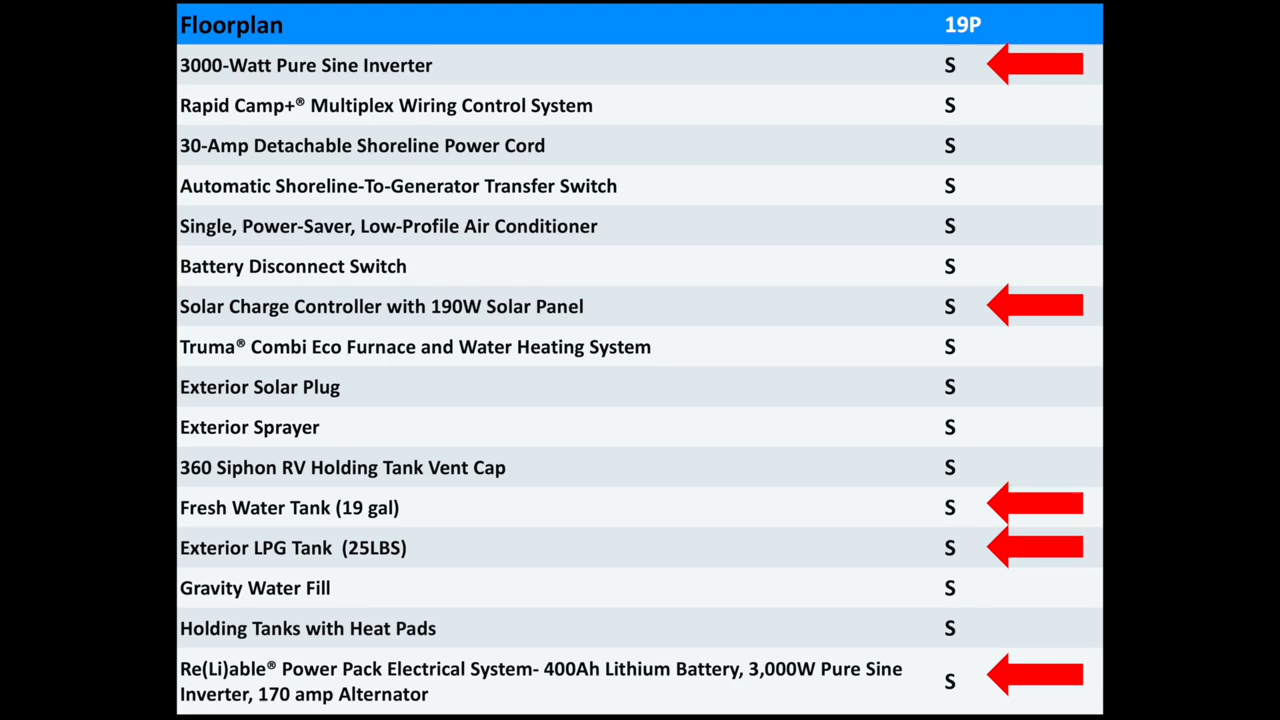 Floorplan 19P
3000-Watt Pure Sine Inverter S
Rapid Camp+® Multiplex Wiring Control System S
30-Amp Detachable Shoreline Power Cord S
Automatic Shoreline-To-Generator Transfer Switch S
Single, Power-Saver, Low-Profile Air Conditioner S
Battery Disconnect Switch S
Solar Charge Controller with 190W Solar Panel S
Truma® Combi Eco Furnace and Water Heating System S
Exterior Solar Plug S
Exterior Sprayer S
360 Siphon RV Holding Tank Vent Cap S
Fresh Water Tank (19 gal) S
Exterior LPG Tank  (25LBS) S
Gravity Water Fill S
Holding Tanks with Heat Pads S
Re(Li)able® Power Pack Electrical System- 400Ah Lithium Battery, 3,000W Pure Sine S
Inverter, 170 amp Alternator